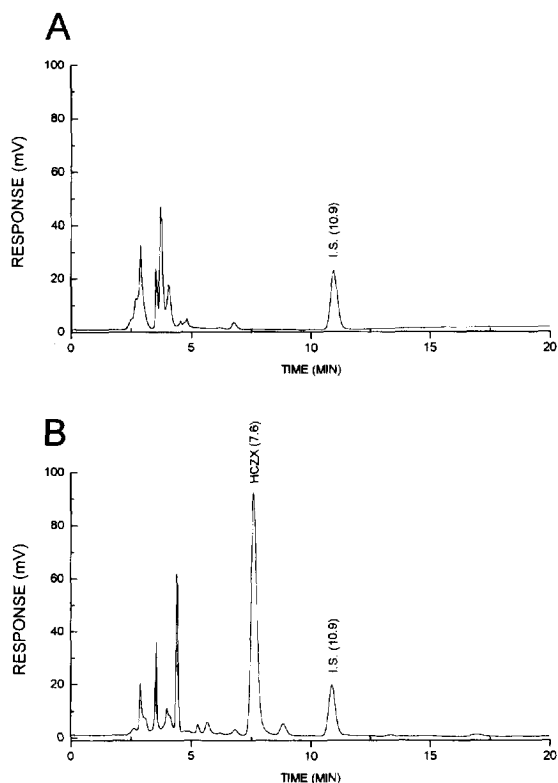 A
100
80
60
40
20
0
RESPONSE (mV)
I.S. (10.9)
0
5
10
15
20
TIME (MIN)
B
100
80
60
40
20
0
RESPONSE (mV)
HCZX (7.6)
I.S. (10.9)
0
5
10
15
20
TIME (MIN)